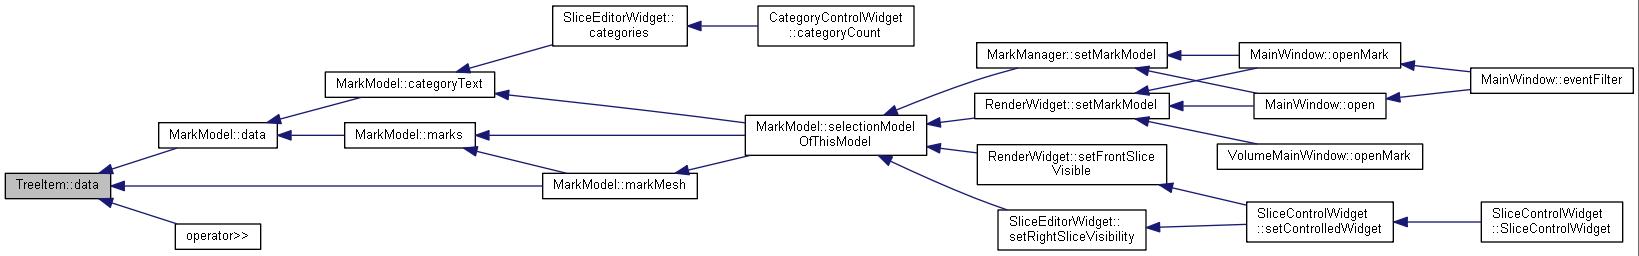 SliceEditorWidget::
categories
CategoryControlWidget
::categoryCount
MarkModel::categoryText
MarkManager::setMarkModel
MainWindow::openMark
MainWindow::eventFilter
RenderWidget::setMarkModel
MainWindow::open
MarkModel::data
MarkModel::marks
MarkModel::selectionModel
OfThisModel
RenderWidget::setFrontSlice
Visible
VolumeMainWindow::openMark
TreeItem::data
MarkModel::markMesh
operator>>
SliceEditorWidget::
setRightSliceVisibility
SliceControlWidget
::setControlledWidget
SliceControlWidget
::SliceControlWidget